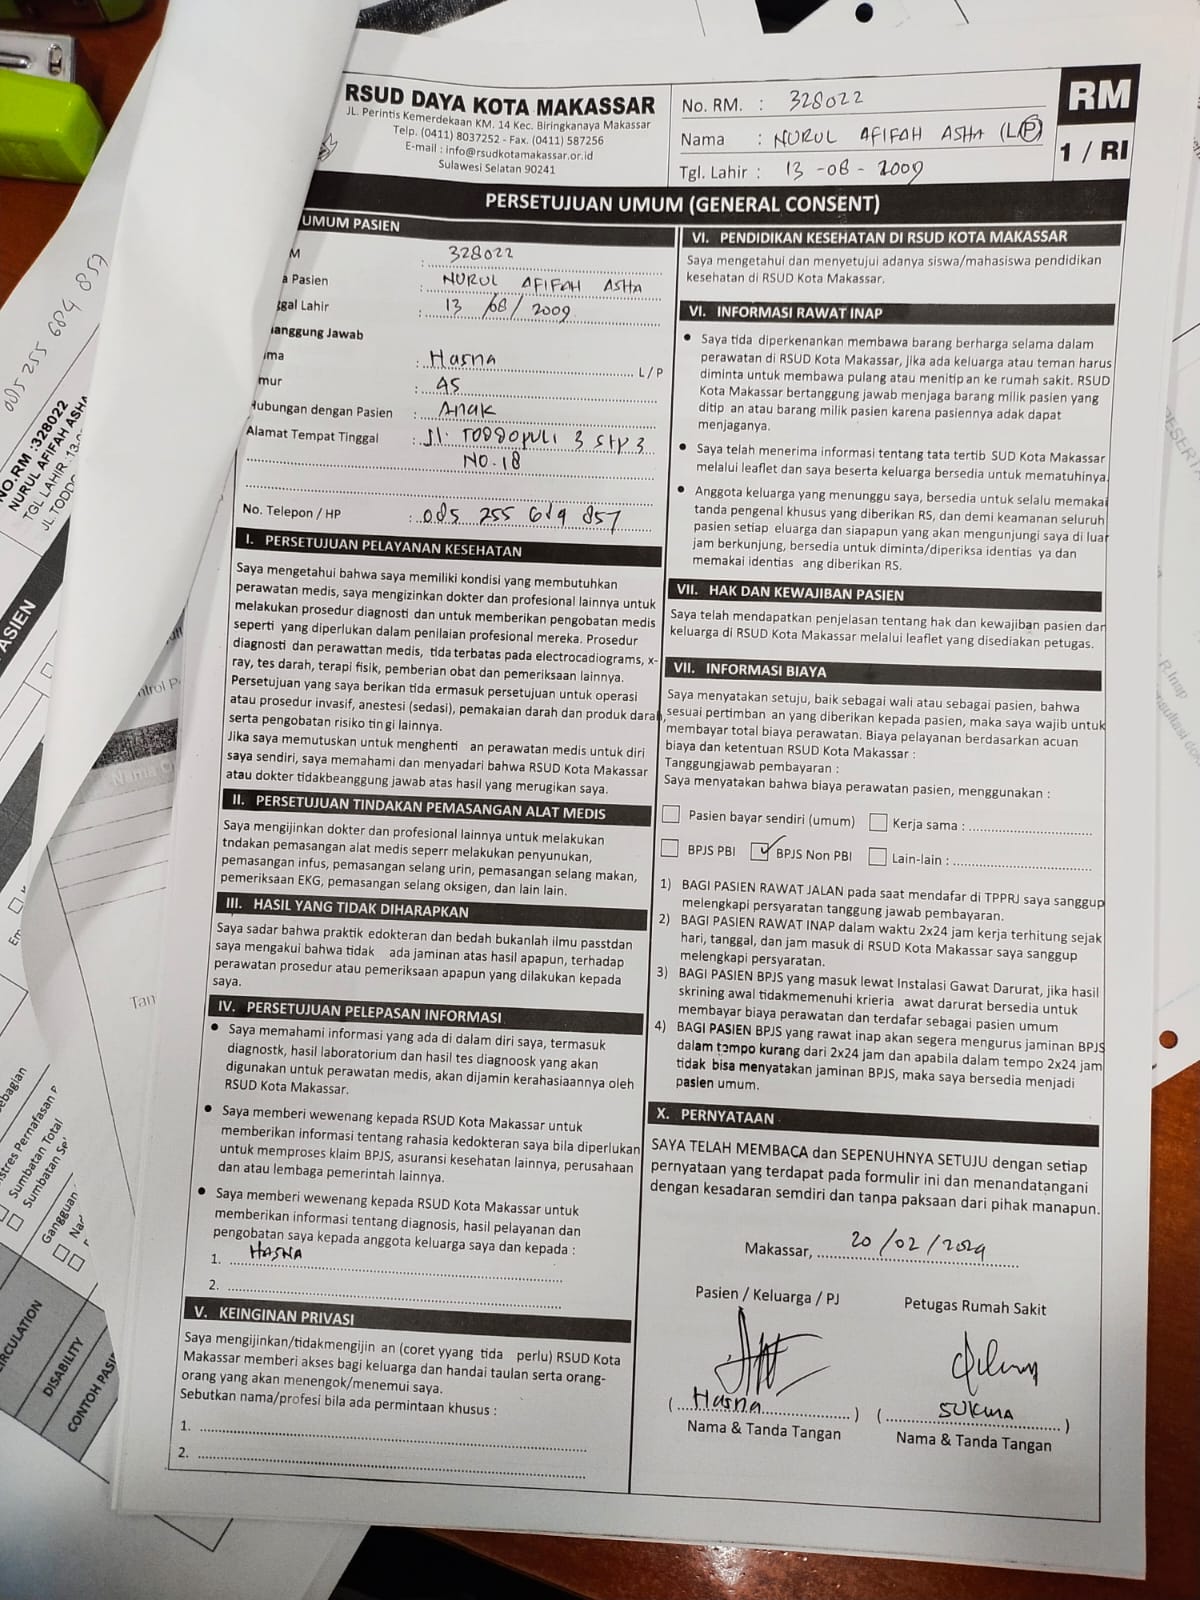 RSUD DAYA KOTA MAKASSAR
JL. Perintis Kemerdekaan KM. 14 Kec. Biringkanaya Makassar
Telp. (0411) 8037252 - Fax. (0411) 587256
E-mail : info@rsudkotamakassar.or.id
Sulawesi Selatan 90241
No. RM. : 328022
Nama : NURUL AFIFAH ASHA (L/P)
Tgl. Lahir : 13 -08 - 2009
RM
1 / RI
PERSETUJUAN UMUM (GENERAL CONSENT)
UMUM PASIEN
M : 328022
a Pasien : NURUL AFIFAH ASHA
ggal Lahir : 13 /08/ 2009
anggung Jawab
ma : Hasna L/P
mur : 45
Hubungan dengan Pasien : Anak
Alamat Tempat Tinggal : Jl. Toddopuli 3 Stp 3
NO.18
No. Telepon / HP : 085 255 684 857
I. PERSETUJUAN PELAYANAN KESEHATAN
Saya mengetahui bahwa saya memiliki kondisi yang membutuhkan
perawatan medis, saya mengizinkan dokter dan profesional lainnya untuk
melakukan prosedur diagnosti dan untuk memberikan pengobatan medis
seperti yang diperlukan dalam penilaian profesional mereka. Prosedur
diagnosti dan perawattan medis, tida terbatas pada electrocadiograms, x-
ray, tes darah, terapi fisik, pemberian obat dan pemeriksaan lainnya.
Persetujuan yang saya berikan tida ermasuk persetujuan untuk operasi
atau prosedur invasif, anestesi (sedasi), pemakaian darah dan produk darah,
serta pengobatan risiko tin gi lainnya.
Jika saya memutuskan untuk menghenti an perawatan medis untuk diri
saya sendiri, saya memahami dan menyadari bahwa RSUD Kota Makassar
atau dokter tidakbeanggung jawab atas hasil yang merugikan saya.
II. PERSETUJUAN TINDAKAN PEMASANGAN ALAT MEDIS
Saya mengijinkan dokter dan profesional lainnya untuk melakukan
tndakan pemasangan alat medis seperr melakukan penyunukan,
pemasangan infus, pemasangan selang urin, pemasangan selang makan,
pemeriksaan EKG, pemasangan selang oksigen, dan lain lain.
III. HASIL YANG TIDAK DIHARAPKAN
Saya sadar bahwa praktik edokteran dan bedah bukanlah ilmu passtdan
saya mengakui bahwa tidak ada jaminan atas hasil apapun, terhadap
perawatan prosedur atau pemeriksaan apapun yang dilakukan kepada
saya.
IV. PERSETUJUAN PELEPASAN INFORMASI
• Saya memahami informasi yang ada di dalam diri saya, termasuk
diagnostk, hasil laboratorium dan hasil tes diagnoosk yang akan
digunakan untuk perawatan medis, akan dijamin kerahasiaannya oleh
RSUD Kota Makassar.
• Saya memberi wewenang kepada RSUD Kota Makassar untuk
memberikan informasi tentang rahasia kedokteran saya bila diperlukan
untuk memproses klaim BPJS, asuransi kesehatan lainnya, perusahaan
dan atau lembaga pemerintah lainnya.
• Saya memberi wewenang kepada RSUD Kota Makassar untuk
memberikan informasi tentang diagnosis, hasil pelayanan dan
pengobatan saya kepada anggota keluarga saya dan kepada :
1. HASNA
2.
V. KEINGINAN PRIVASI
Saya mengijinkan/tidakmengijin an (coret yyang tida perlu) RSUD Kota
Makassar memberi akses bagi keluarga dan handai taulan serta orang-
orang yang akan menengok/menemui saya.
Sebutkan nama/profesi bila ada permintaan khusus :
1.
2.
VI. PENDIDIKAN KESEHATAN DI RSUD KOTA MAKASSAR
Saya mengetahui dan menyetujui adanya siswa/mahasiswa pendidikan
kesehatan di RSUD Kota Makassar.
VI. INFORMASI RAWAT INAP
• Saya tida diperkenankan membawa barang berharga selama dalam
perawatan di RSUD Kota Makassar, jika ada keluarga atau teman harus
diminta untuk membawa pulang atau menitip an ke rumah sakit. RSUD
Kota Makassar bertanggung jawab menjaga barang milik pasien yang
ditip an atau barang milik pasien karena pasiennya adak dapat
menjaganya.
• Saya telah menerima informasi tentang tata tertib SUD Kota Makassar
melalui leaflet dan saya beserta keluarga bersedia untuk mematuhinya.
• Anggota keluarga yang menunggu saya, bersedia untuk selalu memakai
tanda pengenal khusus yang diberikan RS, dan demi keamanan seluruh
pasien setiap eluarga dan siapapun yang akan mengunjungi saya di luar
jam berkunjung, bersedia untuk diminta/diperiksa identias ya dan
memakai identias ang diberikan RS.
VII. HAK DAN KEWAJIBAN PASIEN
Saya telah mendapatkan penjelasan tentang hak dan kewajiban pasien dan
keluarga di RSUD Kota Makassar melalui leaflet yang disediakan petugas.
VII. INFORMASI BIAYA
Saya menyatakan setuju, baik sebagai wali atau sebagai pasien, bahwa
sesuai pertimban an yang diberikan kepada pasien, maka saya wajib untuk
membayar total biaya perawatan. Biaya pelayanan berdasarkan acuan
biaya dan ketentuan RSUD Kota Makassar :
Tanggungjawab pembayaran :
Saya menyatakan bahwa biaya perawatan pasien, menggunakan :
Pasien bayar sendiri (umum) Kerja sama :
BPJS PBI BPJS Non PBI Lain-lain :
1) BAGI PASIEN RAWAT JALAN pada saat mendafar di TPPRJ saya sanggup
melengkapi persyaratan tanggung jawab pembayaran.
2) BAGI PASIEN RAWAT INAP dalam waktu 2x24 jam kerja terhitung sejak
hari, tanggal, dan jam masuk di RSUD Kota Makassar saya sanggup
melengkapi persyaratan.
3) BAGI PASIEN BPJS yang masuk lewat Instalasi Gawat Darurat, jika hasil
skrining awal tidakmemenuhi krieria awat darurat bersedia untuk
membayar biaya perawatan dan terdafar sebagai pasien umum
4) BAGI PASIEN BPJS yang rawat inap akan segera mengurus jaminan BPJS
dalam tempo kurang dari 2x24 jam dan apabila dalam tempo 2x24 jam
tidak bisa menyatakan jaminan BPJS, maka saya bersedia menjadi
pasien umum.
X. PERNYATAAN
SAYA TELAH MEMBACA dan SEPENUHNYA SETUJU dengan setiap
pernyataan yang terdapat pada formulir ini dan menandatangani
dengan kesadaran semdiri dan tanpa paksaan dari pihak manapun.
Makassar, 20 /02 /2024
Pasien / Keluarga / PJ
Petugas Rumah Sakit
( Hasna )
( SUKMA )
Nama & Tanda Tangan
Nama & Tanda Tangan
085 255 684 857
NO.RM :328022
NURUL AFIFAH ASHA
TGL LAHIR : 13-0
JL TODDO
ASIEN
ontrol P
Tan
ebagian
stres Pernafasan
Sumbatan Total
Sumbatan Se
Gangguan
IRCULATION
DISABILITY
CONTOH PASI
R.Inap